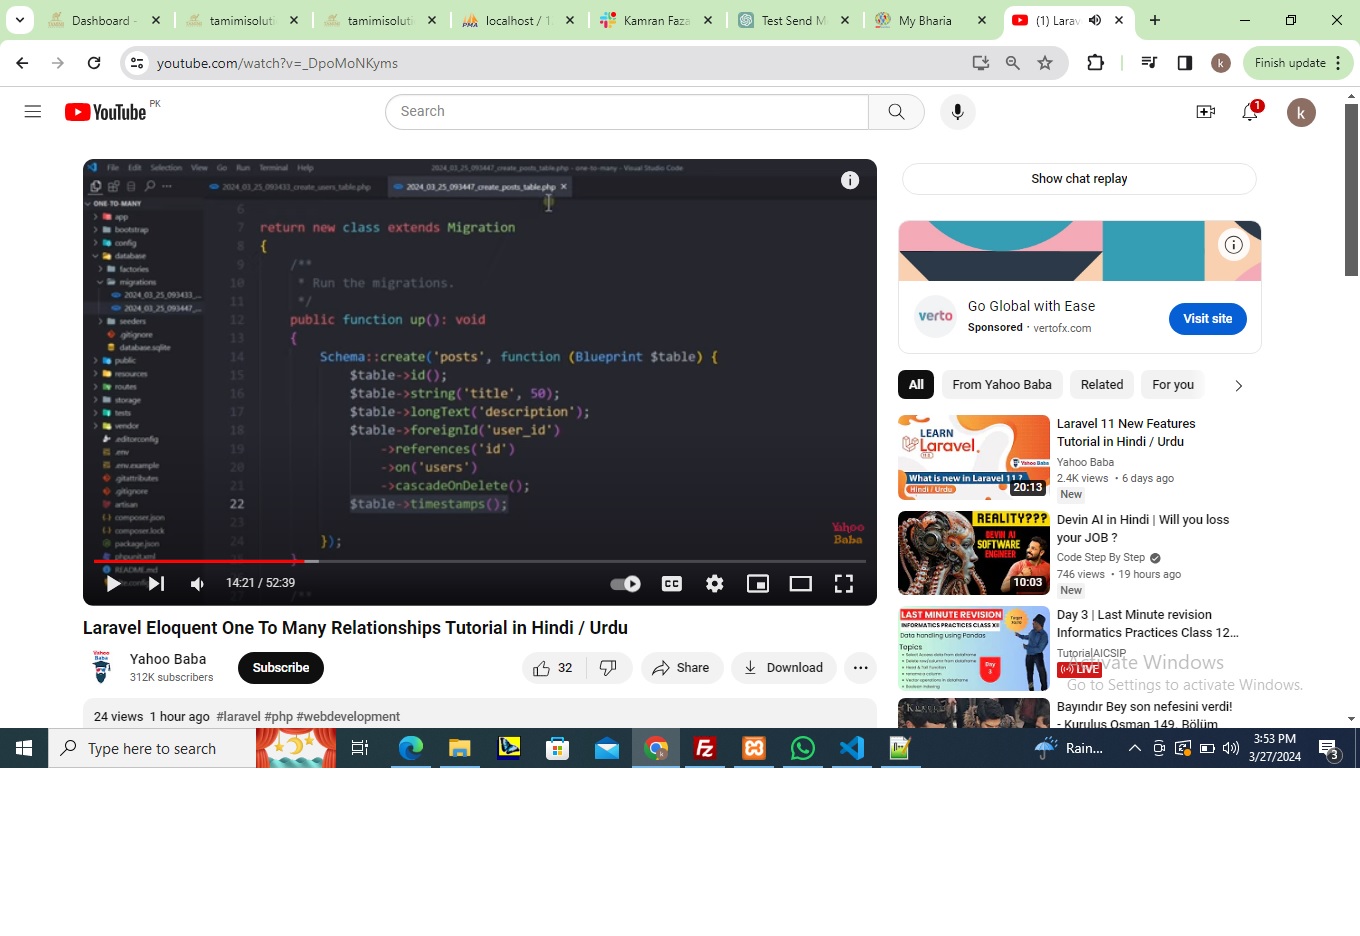 Dashboard -
tamimisoluti
tamimisoluti
localhost / 1
Kamran Faza
Test Send M
My Bharia
(1) Larav
youtube.com/watch?v=_DpoMoNKyms
Finish update
YouTube PK
Search
1
k
File Edit Selection View Go Run Terminal Help
2024_03_25_093447_create_posts_table.php - one-to-many - Visual Studio Code
2024_03_25_093433_create_users_table.php
2024_03_25_093447_create_posts_table.php
ONE-TO-MANY
app
bootstrap
config
database
factories
migrations
2024_03_25_093433_...
2024_03_25_093447_...
seeders
.gitignore
database.sqlite
public
resources
routes
storage
tests
vendor
.editorconfig
.env
.env.example
.gitattributes
.gitignore
artisan
composer.json
composer.lock
package.json
phpunit.xml
README.md
6
7 return new class extends Migration
8 {
9 /**
10 * Run the migrations.
11 */
12 public function up(): void
13 {
14 Schema::create('posts', function (Blueprint $table) {
15 $table->id();
16 $table->string('title', 50);
17 $table->longText('description');
18 $table->foreignId('user_id')
19 ->references('id')
20 ->on('users')
21 ->cascadeOnDelete();
22 $table->timestamps();
23
24 });
25 }
/**
Yahoo
Baba
14:21 / 52:39
CC
Laravel Eloquent One To Many Relationships Tutorial in Hindi / Urdu
Yahoo Baba
Yahoo Baba
312K subscribers
Subscribe
32
Share
Download
24 views 1 hour ago #laravel #php #webdevelopment
Show chat replay
verto
Go Global with Ease
Sponsored · vertofx.com
Visit site
All
From Yahoo Baba
Related
For you
LEARN
Laravel
What is new in Laravel 11 ?
Hindi / Urdu
Yahoo Baba
20:13
Laravel 11 New Features
Tutorial in Hindi / Urdu
Yahoo Baba
2.4K views • 6 days ago
New
REALITY???
DEVIN AI
SOFTWARE
ENGINEER
10:03
Devin AI in Hindi | Will you loss
your JOB ?
Code Step By Step
746 views • 19 hours ago
New
LAST MINUTE REVISION
INFORMATICS PRACTICES CLASS XII
Data handling using Pandas
Topics
Day
3
Day 3 | Last Minute revision
Informatics Practices Class 12...
TutorialAICSIP
LIVE
Bayındır Bey son nefesini verdi!
- Kuruluş Osman 149. Bölüm
Activate Windows
Go to Settings to activate Windows.
Type here to search
Rain...
3:53 PM
3/27/2024
3